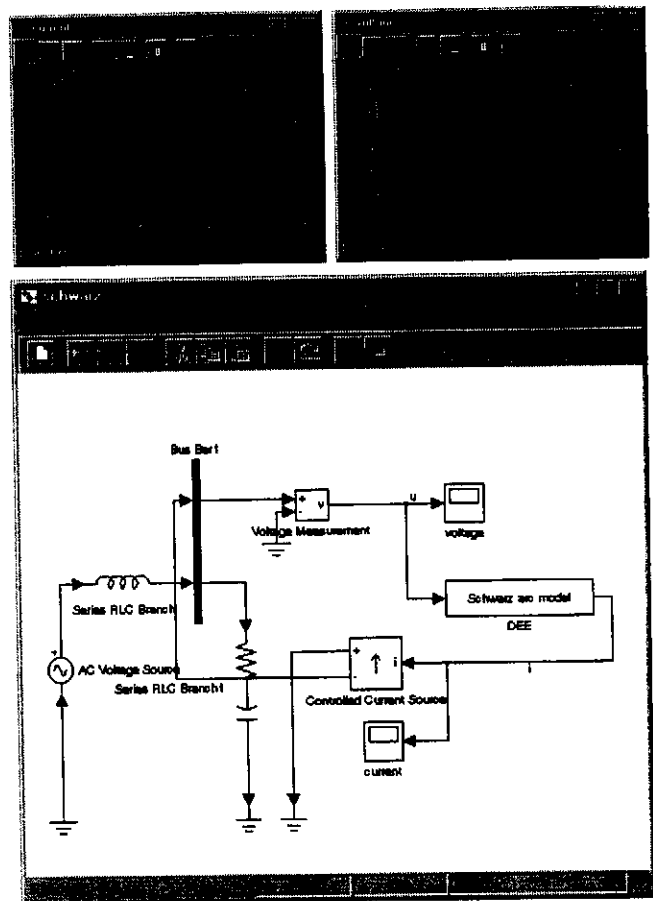 schwarz
Bus Bar1
+
v
-
Voltage Measurement
u
voltage
Series RLC Branch
Schwarz arc model
DEE
+
AC Voltage Source
Series RLC Branch1
+
i
-
i
Controlled Current Source
current